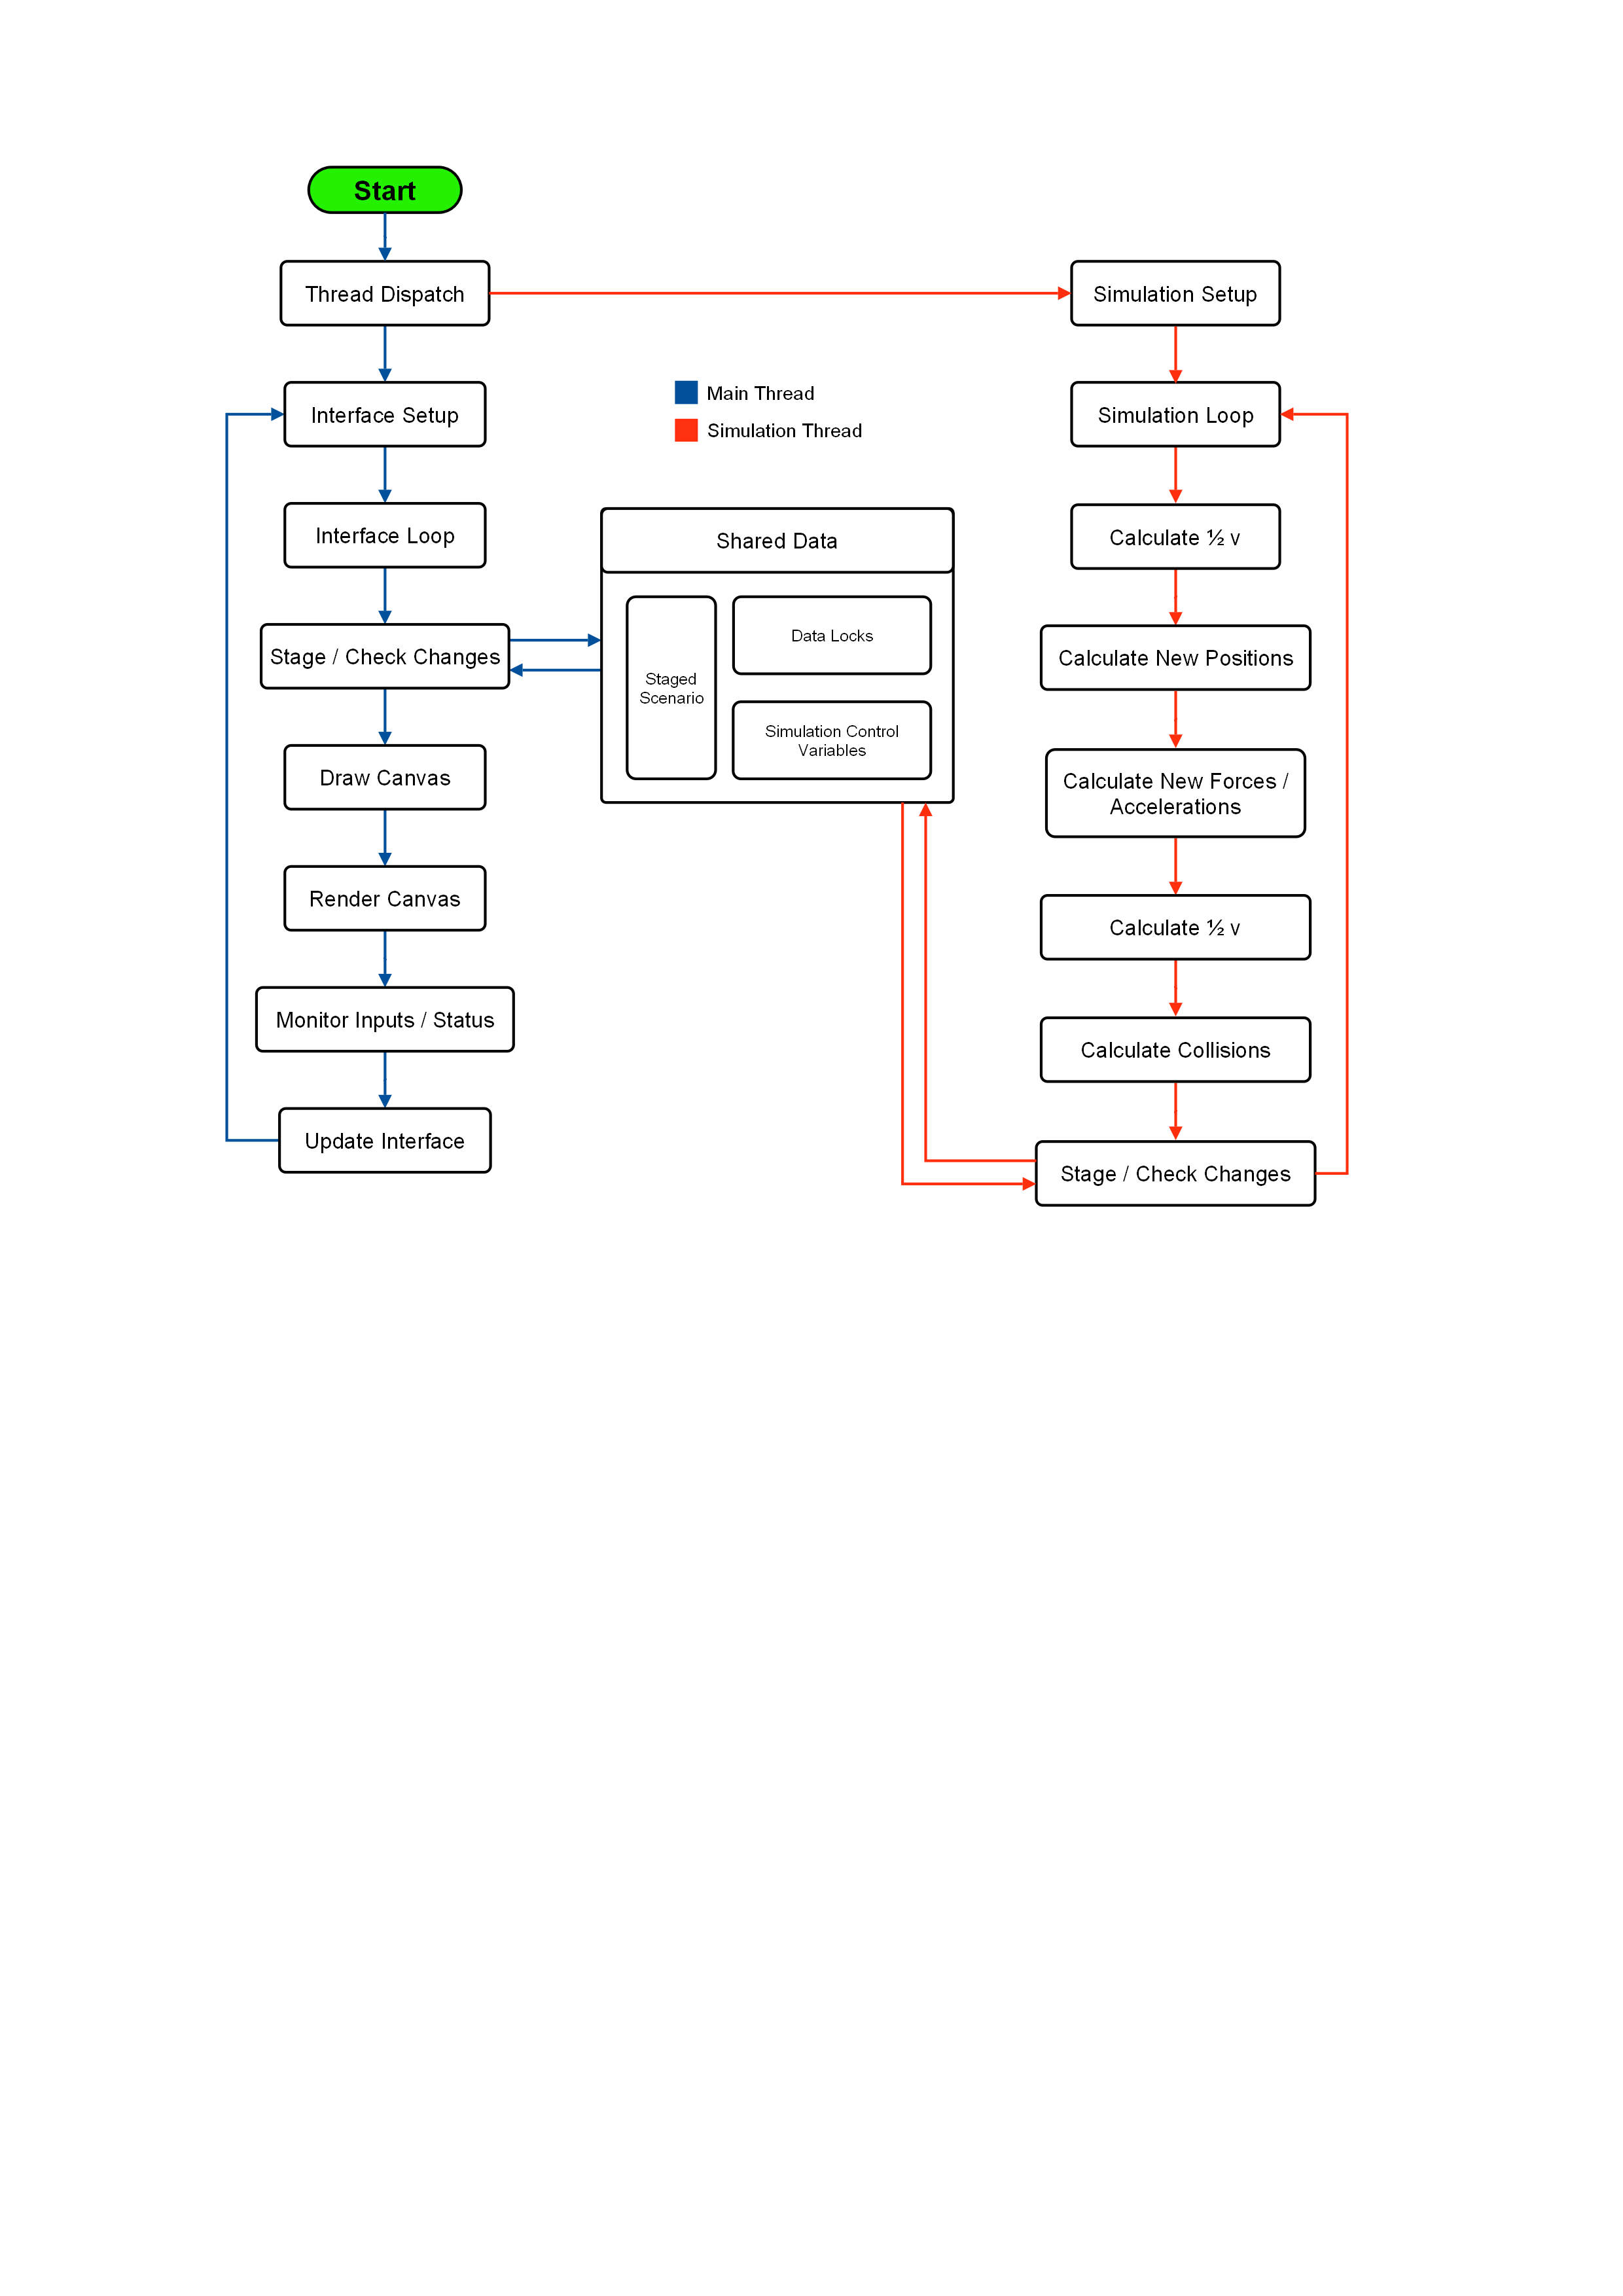 Start
Thread Dispatch
Simulation Setup
Interface Setup
Main Thread
Simulation Thread
Simulation Loop
Interface Loop
Shared Data
Calculate ½ v
Stage / Check Changes
Staged
Scenario
Data Locks
Simulation Control
Variables
Calculate New Positions
Draw Canvas
Calculate New Forces /
Accelerations
Render Canvas
Calculate ½ v
Monitor Inputs / Status
Calculate Collisions
Update Interface
Stage / Check Changes